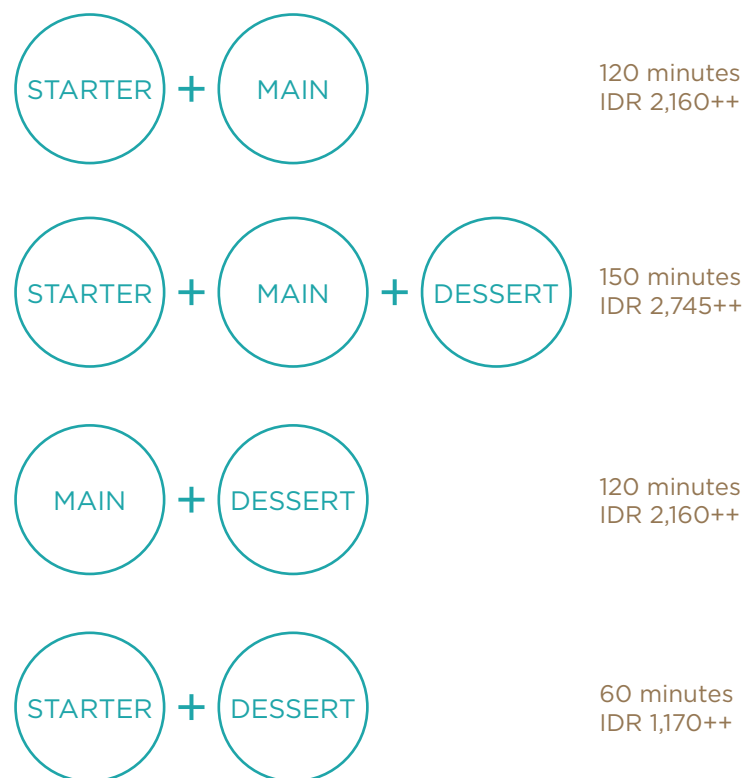 STARTER + MAIN
120 minutes
IDR 2,160++
STARTER + MAIN + DESSERT
150 minutes
IDR 2,745++
MAIN + DESSERT
120 minutes
IDR 2,160++
STARTER + DESSERT
60 minutes
IDR 1,170++